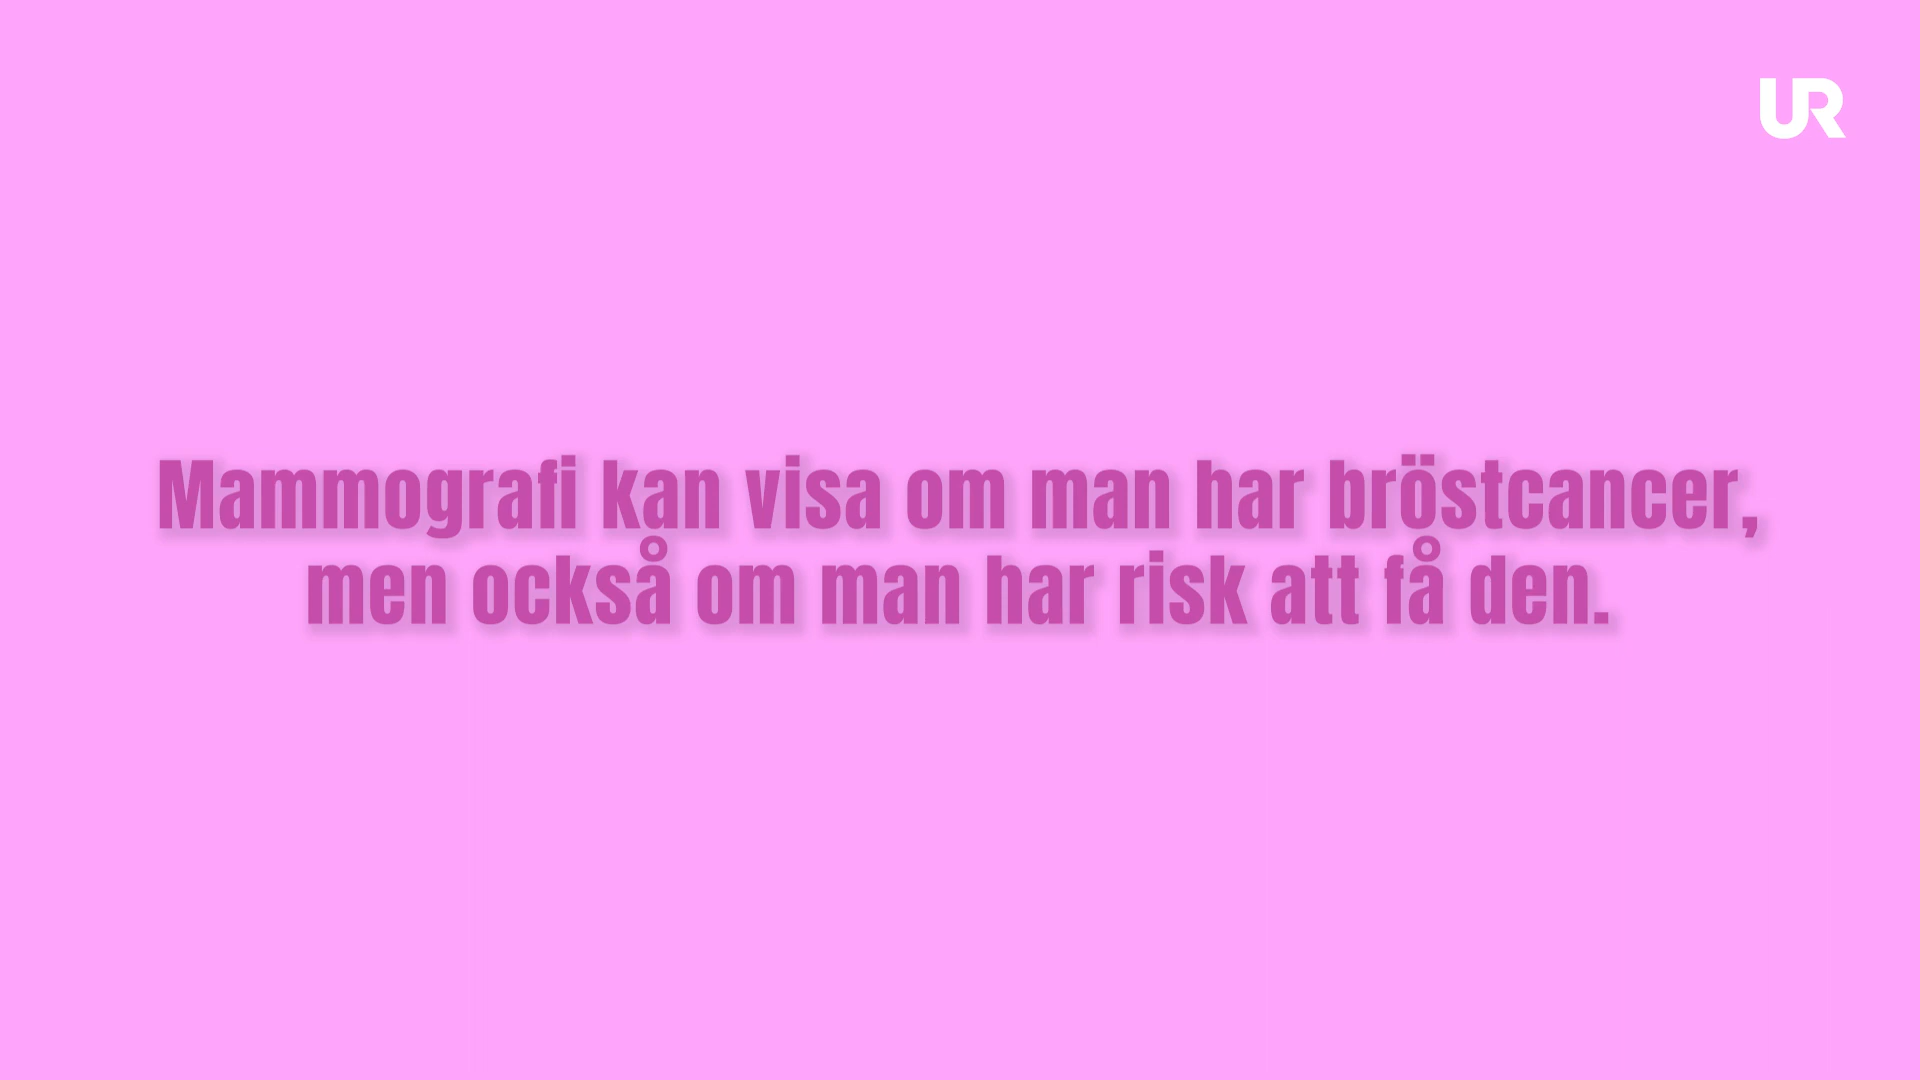 UR
Mammografi kan visa om man har bröstcancer,
men också om man har risk att få den.